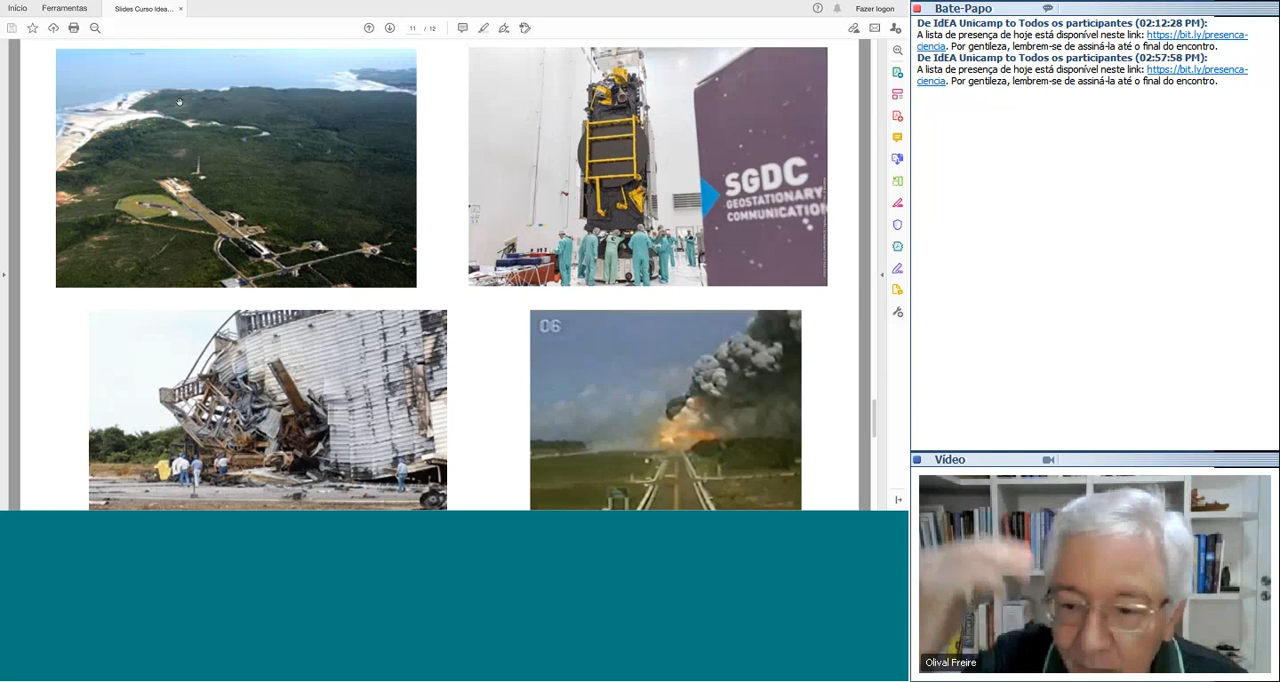 Início
Ferramentas
Slides Curso Idea...
Fazer logon
11 / 12
SGDC
GEOSTATIONARY
COMMUNICATION
06
Bate-Papo
De IdEA Unicamp to Todos os participantes (02:12:28 PM):
A lista de presença de hoje está disponível neste link: https://bit.ly/presenca-
ciencia. Por gentileza, lembrem-se de assiná-la até o final do encontro.
De IdEA Unicamp to Todos os participantes (02:57:58 PM):
A lista de presença de hoje está disponível neste link: https://bit.ly/presenca-
ciencia. Por gentileza, lembrem-se de assiná-la até o final do encontro.
Vídeo
Olival Freire